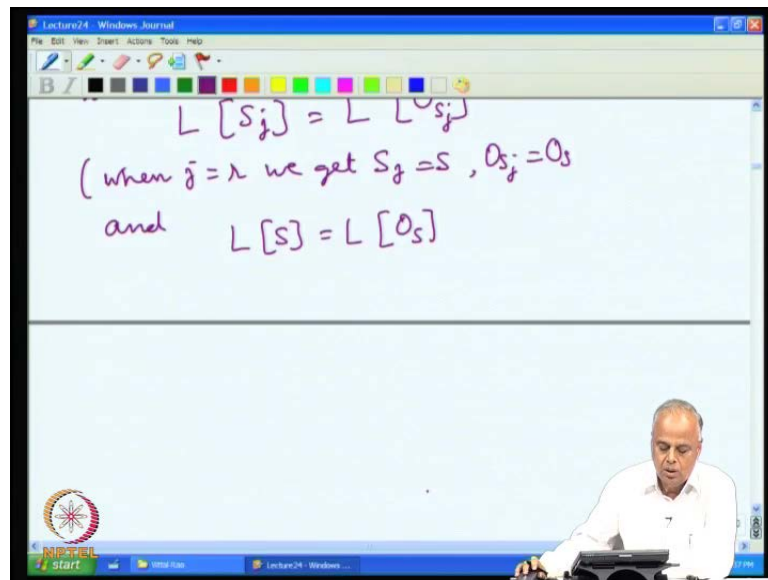 Lecture24 - Windows Journal
File Edit View Insert Actions Tools Help
B I
L [Sj] = L [Osj]
( when j = r we get Sj = S , Osj = Os
and L [S] = L [Os]
NPTEL
start
Lecture24 - Windows ...